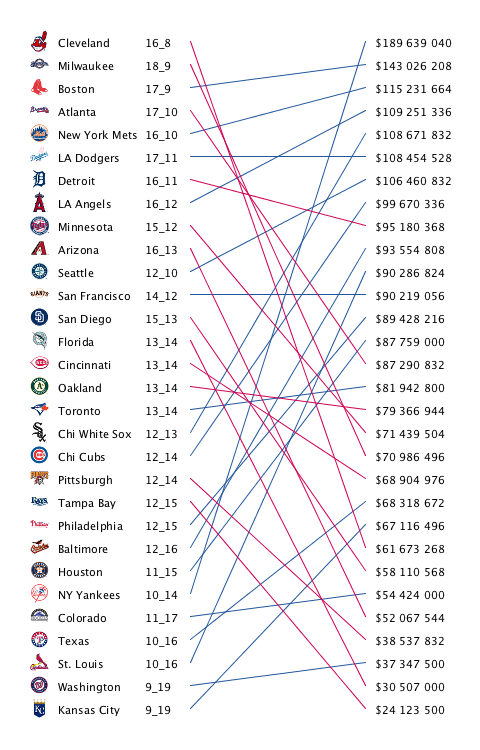 Cleveland 16_8 $189 639 040
Milwaukee 18_9 $143 026 208
Boston 17_9 $115 231 664
Atlanta 17_10 $109 251 336
New York Mets 16_10 $108 671 832
LA Dodgers 17_11 $108 454 528
Detroit 16_11 $106 460 832
LA Angels 16_12 $99 670 336
Minnesota 15_12 $95 180 368
Arizona 16_13 $93 554 808
Seattle 12_10 $90 286 824
San Francisco 14_12 $90 219 056
San Diego 15_13 $89 428 216
Florida 13_14 $87 759 000
Cincinnati 13_14 $87 290 832
Oakland 13_14 $81 942 800
Toronto 13_14 $79 366 944
Chi White Sox 12_13 $71 439 504
Chi Cubs 12_14 $70 986 496
Pittsburgh 12_14 $68 904 976
Tampa Bay 12_15 $68 318 672
Philadelphia 12_15 $67 116 496
Baltimore 12_16 $61 673 268
Houston 11_15 $58 110 568
NY Yankees 10_14 $54 424 000
Colorado 11_17 $52 067 544
Texas 10_16 $38 537 832
St. Louis 10_16 $37 347 500
Washington 9_19 $30 507 000
Kansas City 9_19 $24 123 500